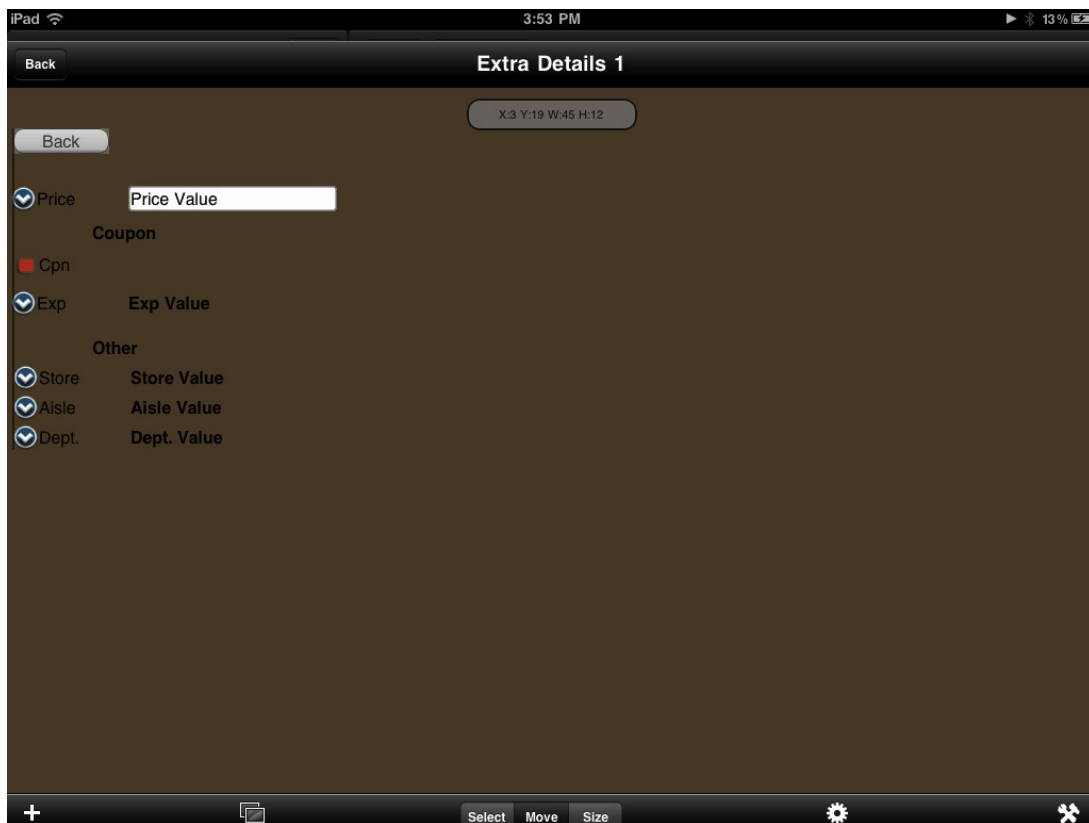 iPad 3:53 PM 13%
Back Extra Details 1
X:3 Y:19 W:45 H:12
Back
Price Price Value
Coupon
Cpn
Exp Exp Value
Other
Store Store Value
Aisle Aisle Value
Dept. Dept. Value
Select Move Size